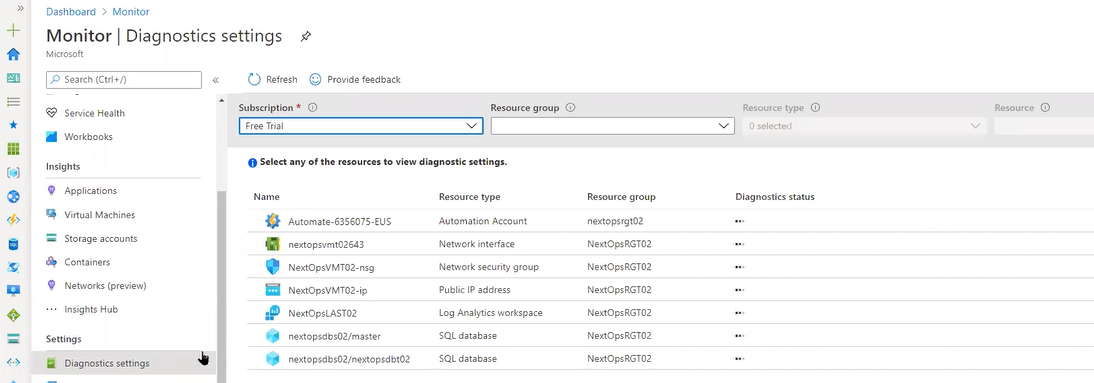 Dashboard > Monitor
Monitor | Diagnostics settings
Microsoft
Search (Ctrl+/)
Service Health
Workbooks
Insights
Applications
Virtual Machines
Storage accounts
Containers
Networks (preview)
Insights Hub
Settings
Diagnostics settings
Refresh Provide feedback
Subscription * Resource group Resource type Resource
Free Trial 0 selected
Select any of the resources to view diagnostic settings.
Name Resource type Resource group Diagnostics status
Automate-6356075-EUS Automation Account nextopsrgt02
nextopsvmt02643 Network interface NextOpsRGT02
NextOpsVMT02-nsg Network security group NextOpsRGT02
NextOpsVMT02-ip Public IP address NextOpsRGT02
NextOpsLAST02 Log Analytics workspace NextOpsRGT02
nextopsdbs02/master SQL database NextOpsRGT02
nextopsdbs02/nextopsdbt02 SQL database NextOpsRGT02